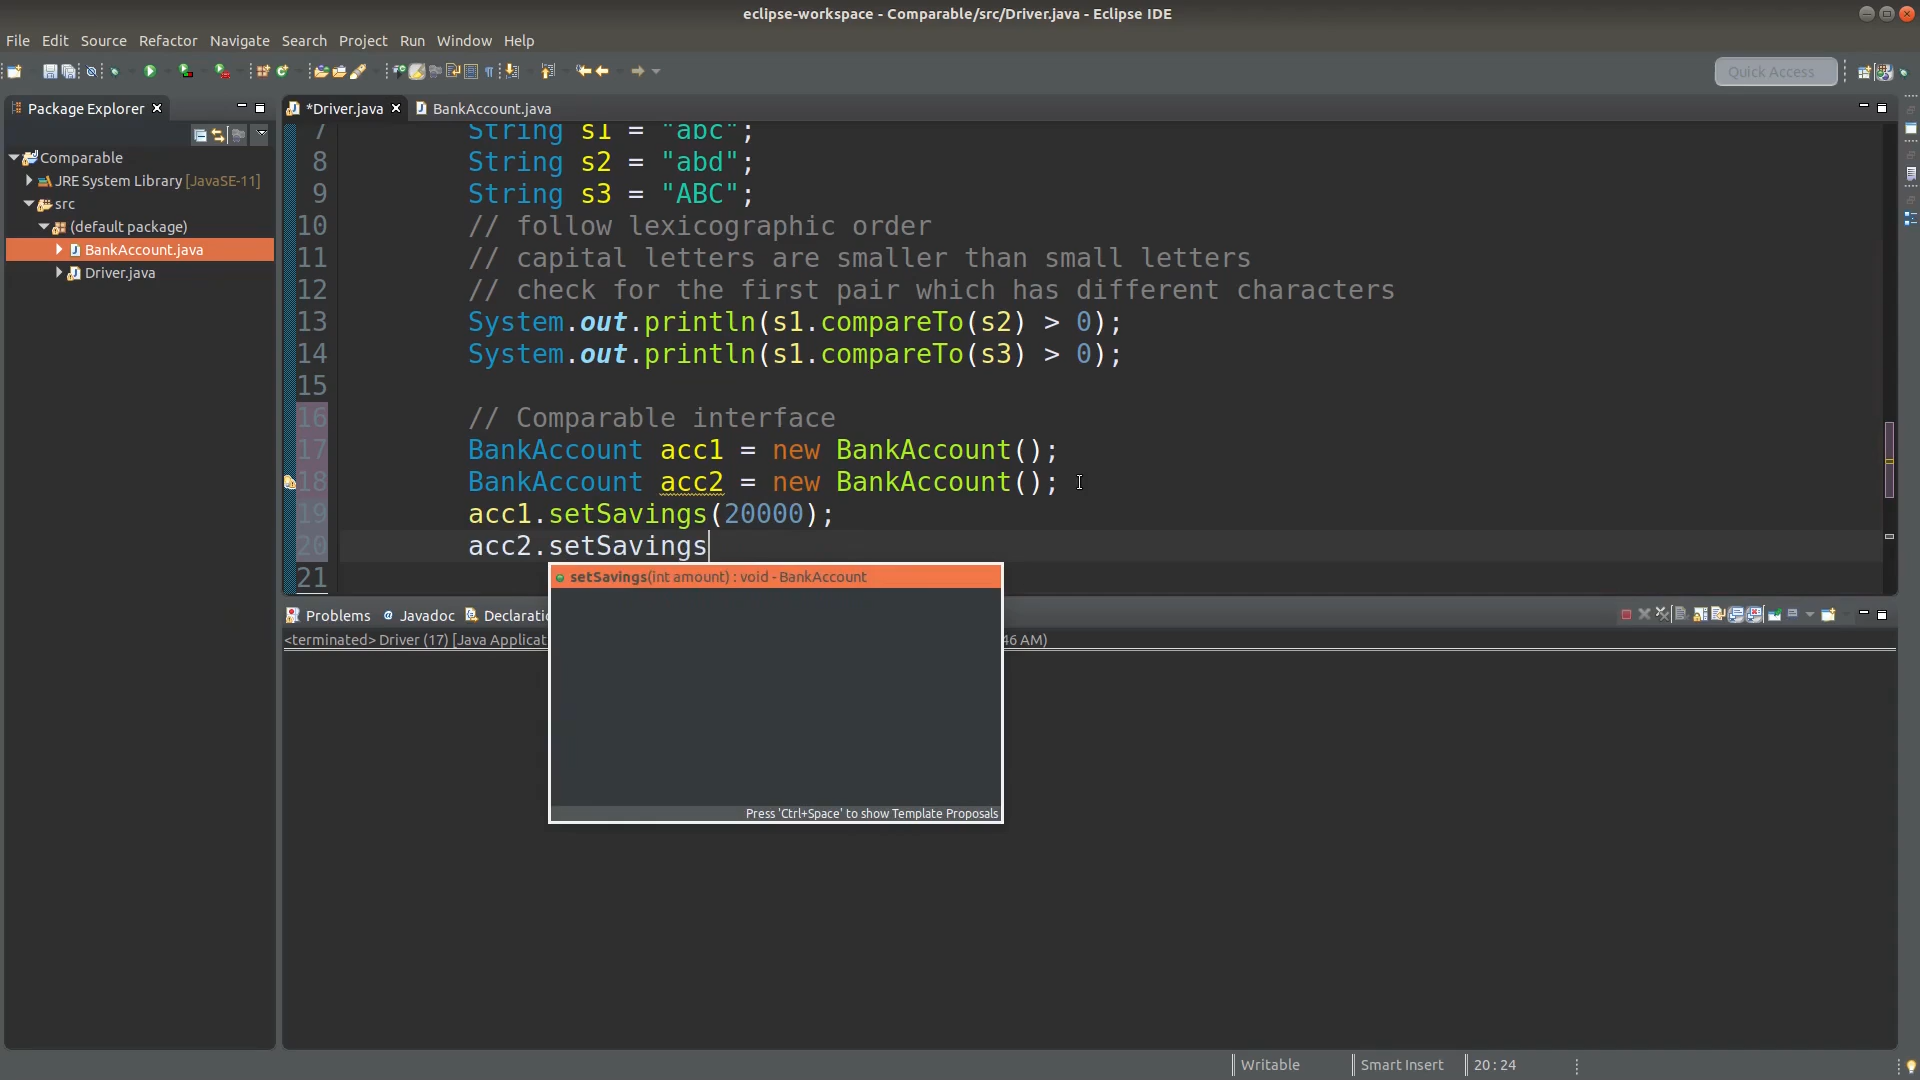 eclipse-workspace - Comparable/src/Driver.java - Eclipse IDE
File Edit Source Refactor Navigate Search Project Run Window Help
Quick Access
Package Explorer
*Driver.java
BankAccount.java
Comparable
JRE System Library [JavaSE-11]
src
(default package)
BankAccount.java
Driver.java
7 String s1 = "abc";
8 String s2 = "abd";
9 String s3 = "ABC";
10 // follow lexicographic order
11 // capital letters are smaller than small letters
12 // check for the first pair which has different characters
13 System.out.println(s1.compareTo(s2) > 0);
14 System.out.println(s1.compareTo(s3) > 0);
15
16 // Comparable interface
17 BankAccount acc1 = new BankAccount();
18 BankAccount acc2 = new BankAccount();
19 acc1.setSavings(20000);
20 acc2.setSavings
21
setSavings(int amount) : void - BankAccount
Press 'Ctrl+Space' to show Template Proposals
Problems @ Javadoc Declaratio
<terminated> Driver (17) [Java Applicat
46 AM)
Writable Smart Insert 20 : 24